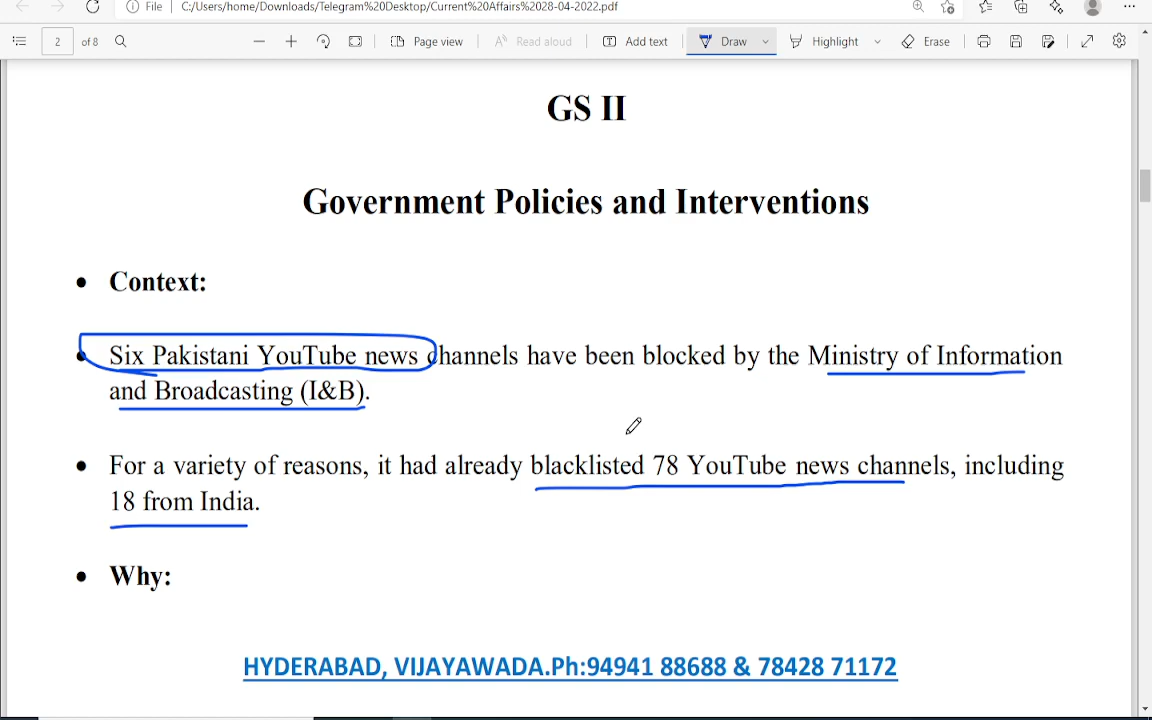 File | C:/Users/home/Downloads/Telegram%20Desktop/Current%20Affairs%2028-04-2022.pdf
2 of 8 Page view Read aloud Add text Draw Highlight Erase
GS II
Government Policies and Interventions
• Context:
• Six Pakistani YouTube news channels have been blocked by the Ministry of Information
and Broadcasting (I&B).
• For a variety of reasons, it had already blacklisted 78 YouTube news channels, including
18 from India.
• Why:
HYDERABAD, VIJAYAWADA.Ph:94941 88688 & 78428 71172